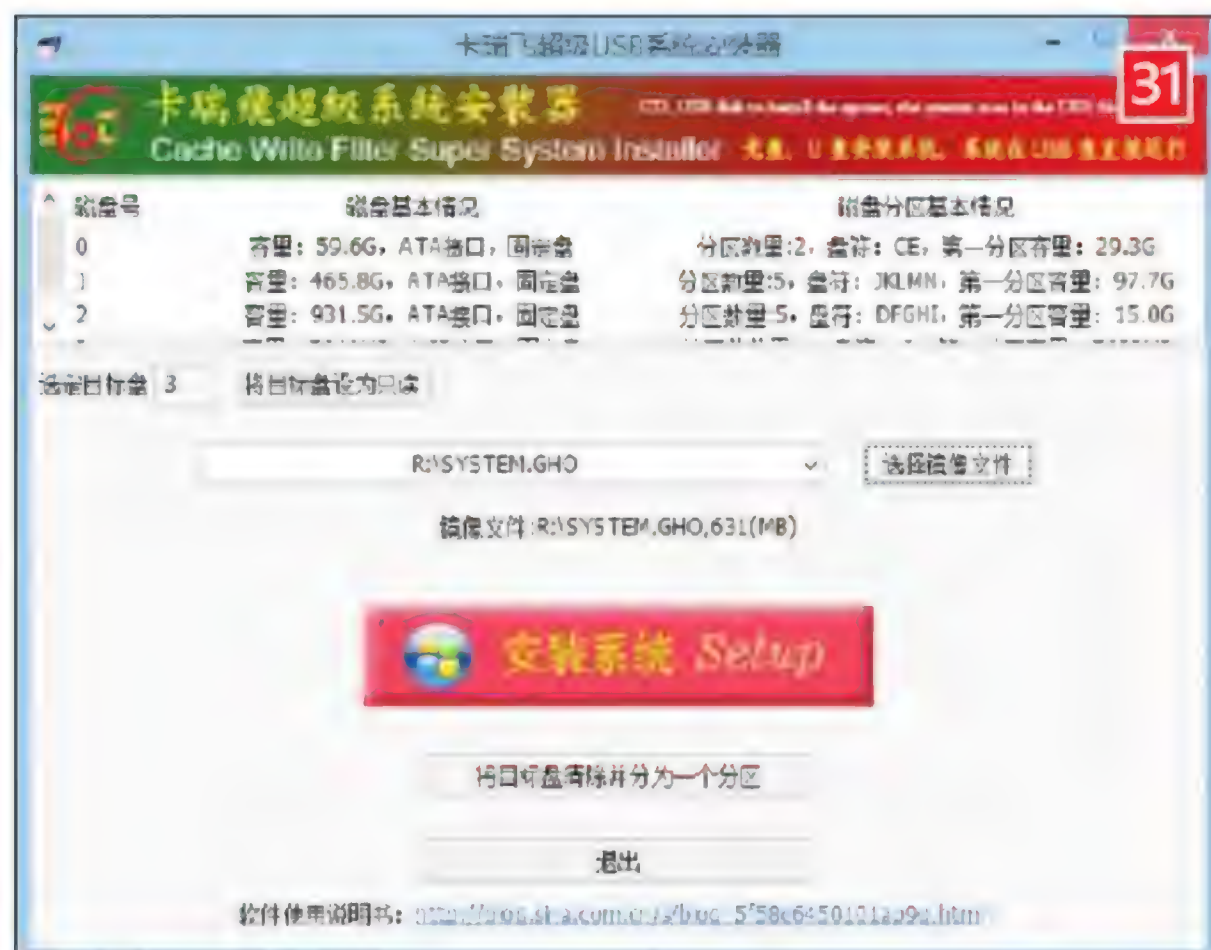 卡瑞飞超级USB系统安装器
31
卡瑞飛超級系統安裝器
Cache Write Filter Super System Installer
磁盘号 磁盘基本情况 磁盘分区基本情况
0 容量: 59.6G, ATA接口, 固定盘 分区数量:2, 盘符: CE, 第一分区容量: 29.3G
1 容量: 465.8G, ATA接口, 固定盘 分区数量:5, 盘符: JKLMN, 第一分区容量: 97.7G
2 容量: 931.5G, ATA接口, 固定盘 分区数量:5, 盘符: DFGHI, 第一分区容量: 15.0G
选定目标盘 3 将目标盘设为只读
R:\SYSTEM.GHO 选择镜像文件
镜像文件:R:\SYSTEM.GHO,631(MB)
安装系统 Setup
将目标盘清除并分为一个分区
退出
软件使用说明书: